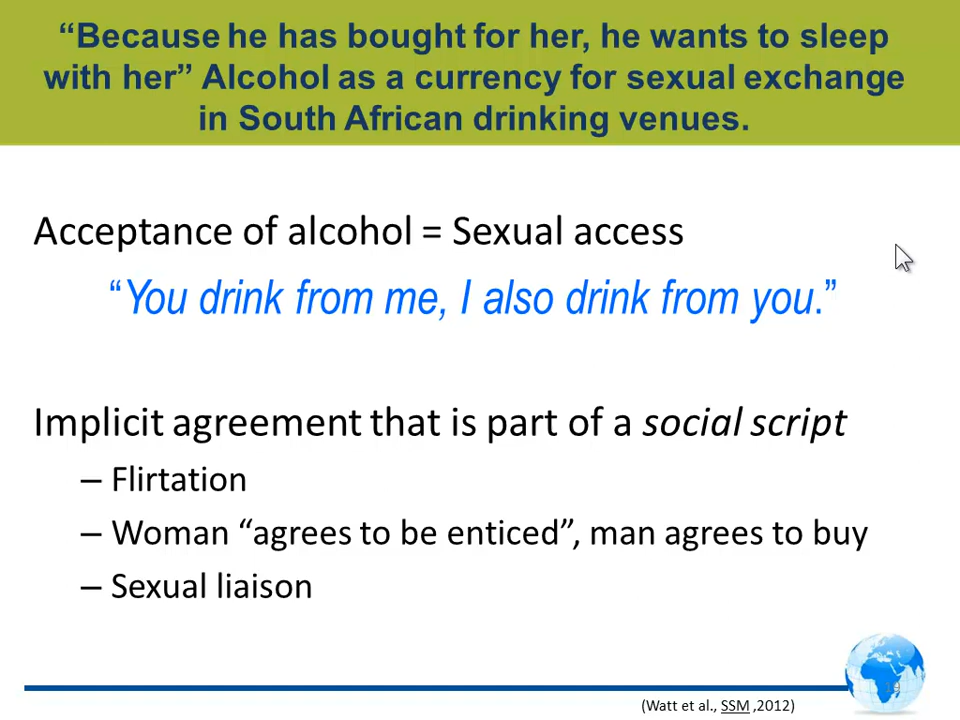 “Because he has bought for her, he wants to sleep
with her” Alcohol as a currency for sexual exchange
in South African drinking venues.
Acceptance of alcohol = Sexual access
“You drink from me, I also drink from you.”
Implicit agreement that is part of a social script
– Flirtation
– Woman “agrees to be enticed”, man agrees to buy
– Sexual liaison
(Watt et al., SSM ,2012)